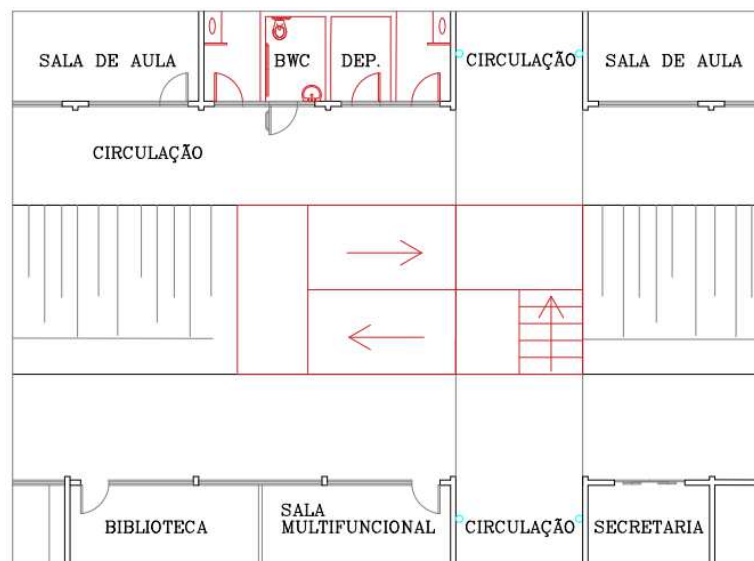 SALA DE AULA
BWC
DEP.
CIRCULAÇÃO
SALA DE AULA
CIRCULAÇÃO
BIBLIOTECA
SALA
MULTIFUNCIONAL
CIRCULAÇÃO
SECRETARIA